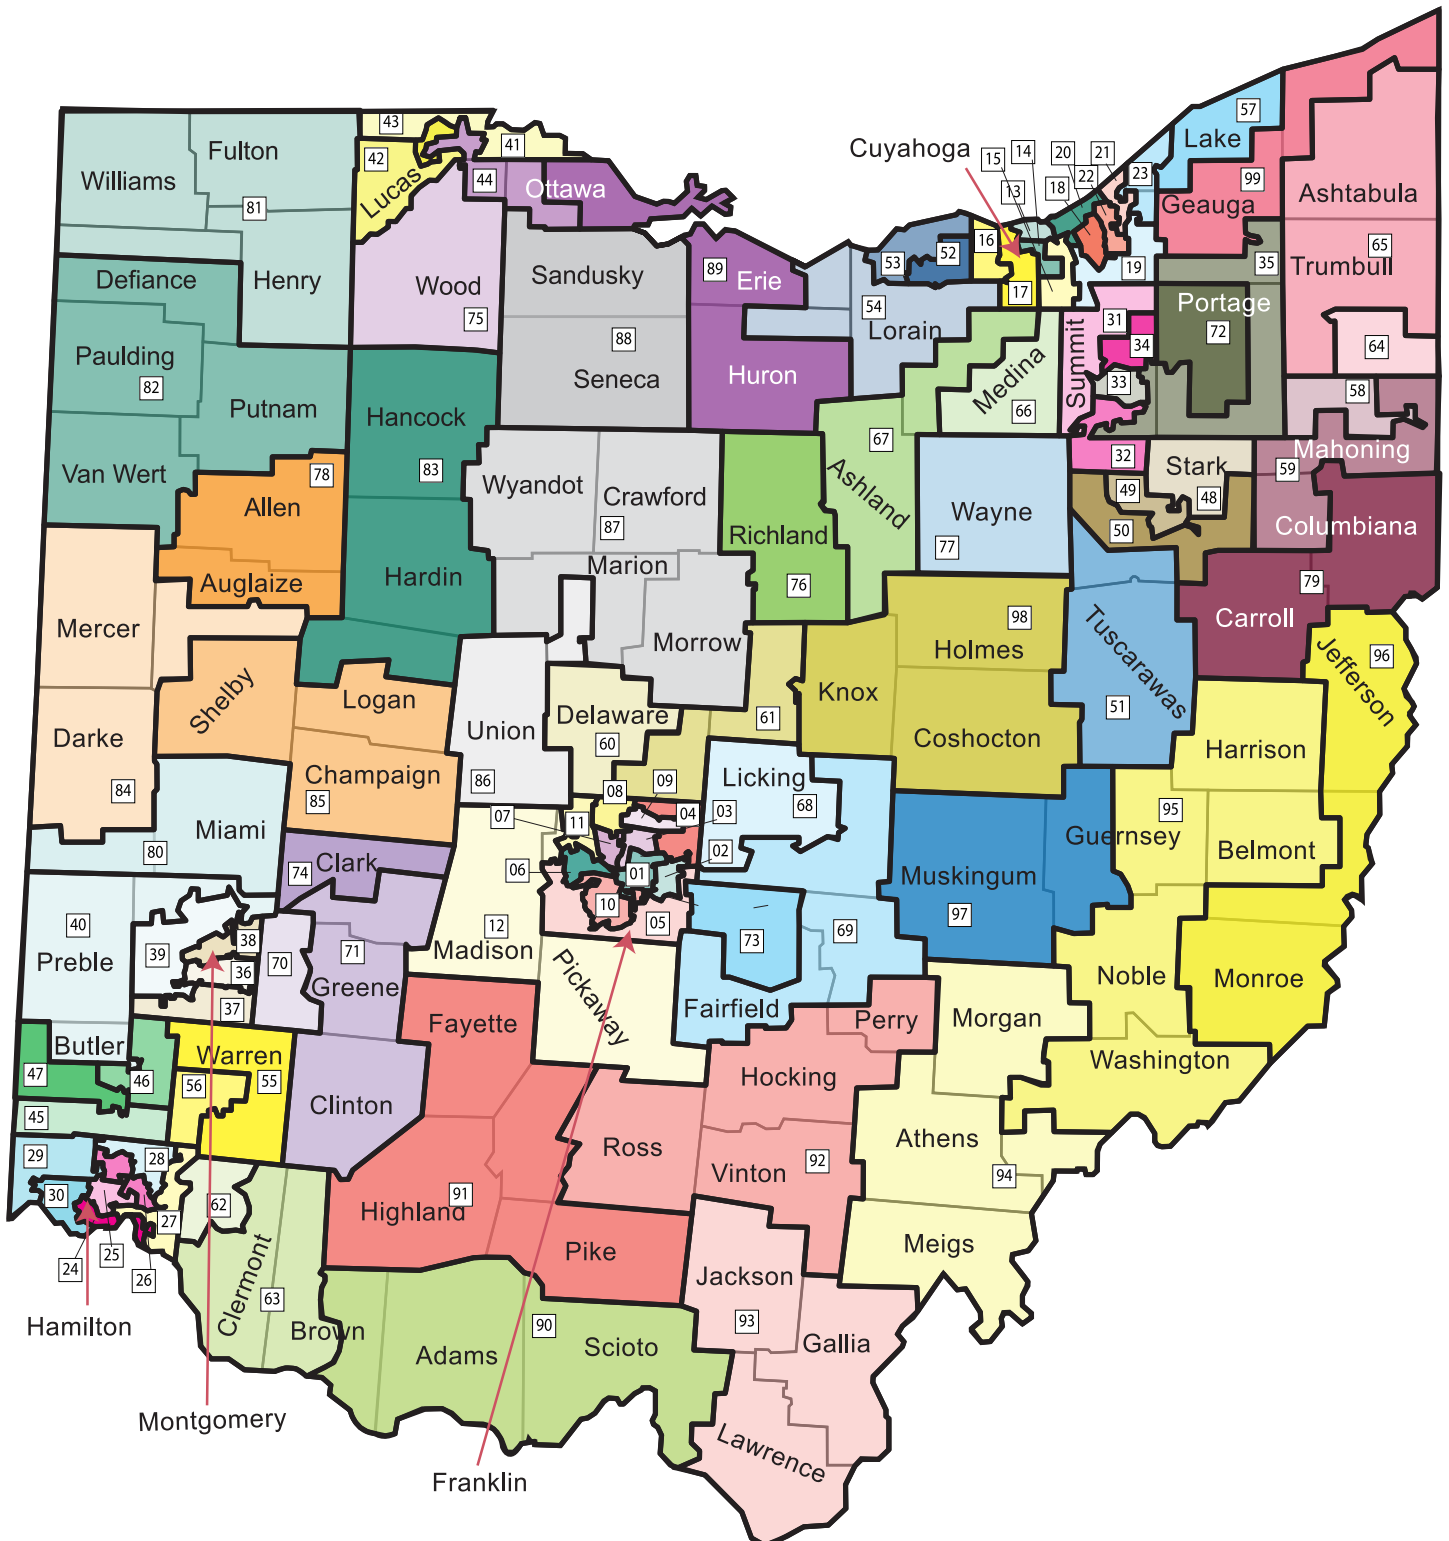 57
43
Lake
Fulton
42
41
Cuyahoga
15
14
20
21
Williams
44
Ottawa
13
18
22
23
99
Ashtabula
Lucas
Geauga
81
16
65
Defiance
Henry
Wood
Sandusky
89
Erie
53
52
19
35
Trumbull
17
Portage
75
54
Lorain
31
72
Paulding
88
Summit
34
64
82
Seneca
Huron
Medina
33
58
Putnam
Hancock
66
67
Mahoning
Van Wert
78
83
Ashland
32
Stark
59
Allen
Wyandot
Crawford
49
48
87
Richland
Wayne
50
Columbiana
77
Auglaize
Hardin
Marion
76
79
Mercer
Morrow
98
Holmes
Tuscarawas
Carroll
Jefferson
96
Shelby
Logan
Knox
Darke
Union
Delaware
61
51
60
Coshocton
Harrison
Champaign
86
09
Licking
84
85
08
68
95
07
11
03
04
Miami
Guernsey
80
Clark
02
Belmont
74
06
01
Muskingum
40
10
05
97
38
12
73
69
39
71
Madison
Preble
36
70
Pickaway
Noble
Monroe
37
Greene
Fairfield
Perry
Morgan
Fayette
Butler
Warren
Washington
47
46
56
55
Hocking
45
Clinton
29
28
Ross
Athens
92
Vinton
94
30
62
91
Highland
27
24
25
26
Clermont
Pike
Meigs
63
Jackson
Hamilton
Brown
90
93
Gallia
Adams
Scioto
Montgomery
Lawrence
Franklin